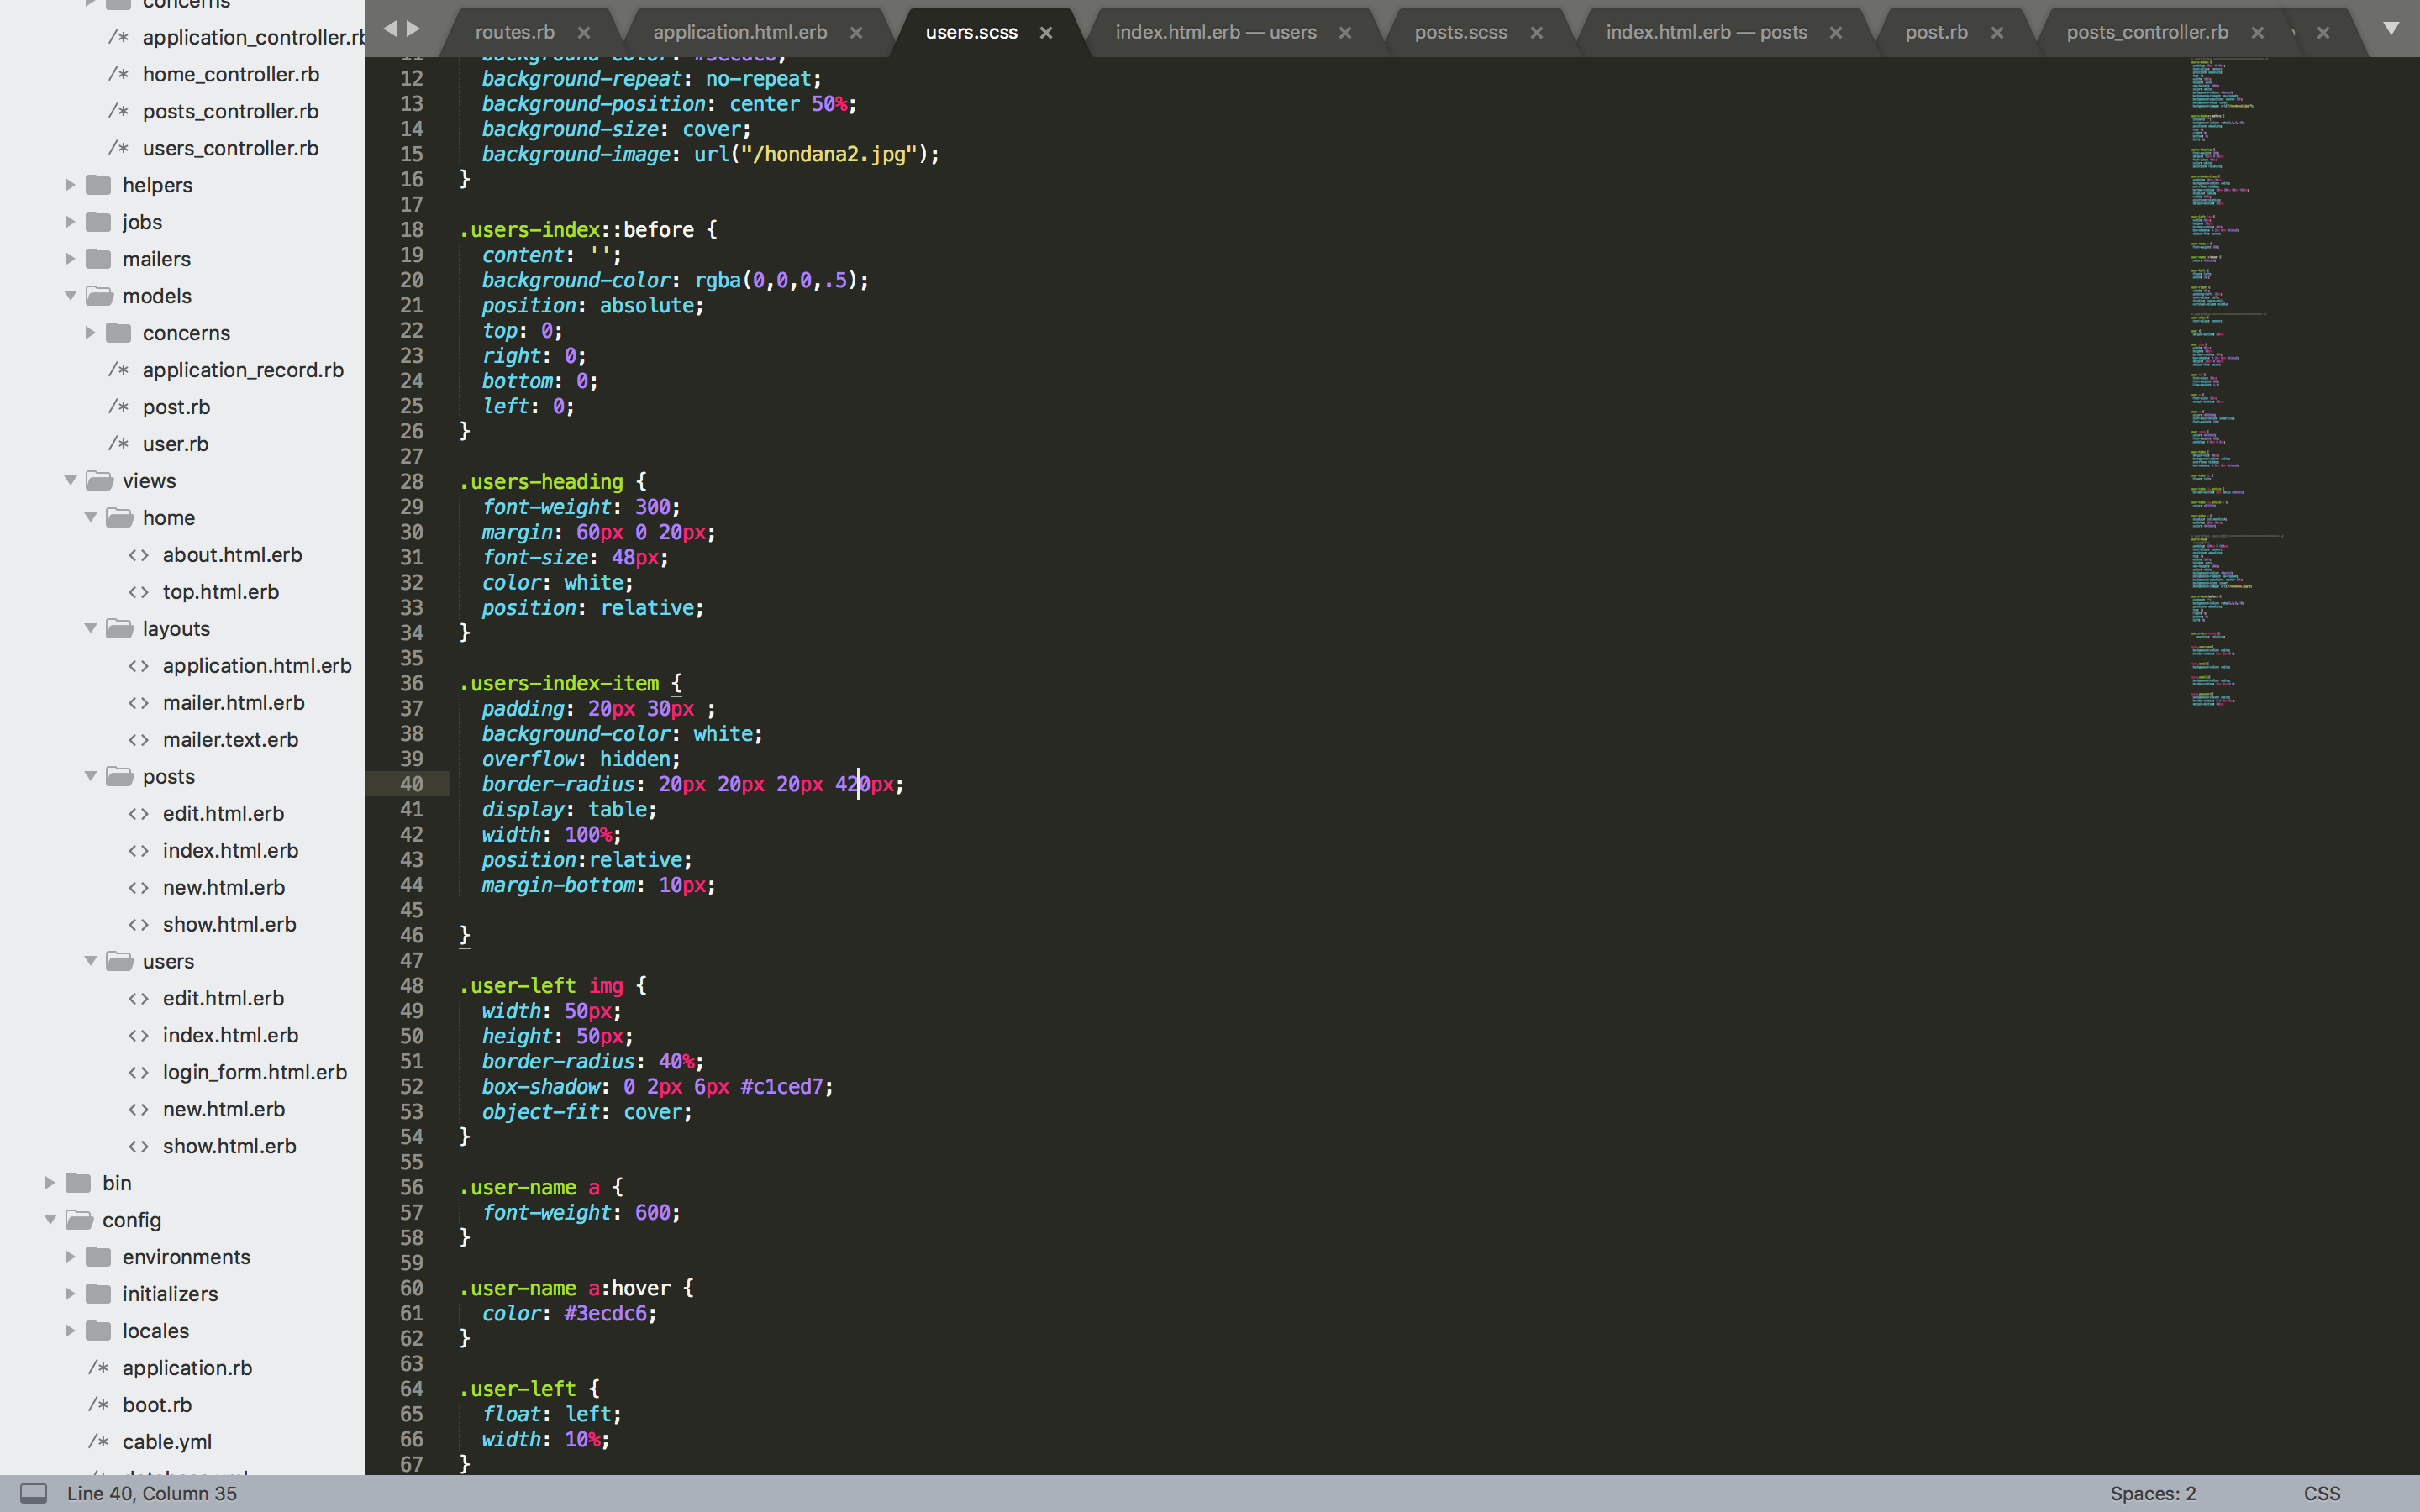 concerns
application_controller.rb
home_controller.rb
posts_controller.rb
users_controller.rb
helpers
jobs
mailers
models
concerns
application_record.rb
post.rb
user.rb
views
home
about.html.erb
top.html.erb
layouts
application.html.erb
mailer.html.erb
mailer.text.erb
posts
edit.html.erb
index.html.erb
new.html.erb
show.html.erb
users
edit.html.erb
index.html.erb
login_form.html.erb
new.html.erb
show.html.erb
bin
config
environments
initializers
locales
application.rb
boot.rb
cable.yml
database.yml
routes.rb × application.html.erb × users.scss × index.html.erb — users × posts.scss × index.html.erb — posts × post.rb × posts_controller.rb × ×
11 background-color: #3ecdc6;
12 background-repeat: no-repeat;
13 background-position: center 50%;
14 background-size: cover;
15 background-image: url("/hondana2.jpg");
16 }
17
18 .users-index::before {
19 content: '';
20 background-color: rgba(0,0,0,.5);
21 position: absolute;
22 top: 0;
23 right: 0;
24 bottom: 0;
25 left: 0;
26 }
27
28 .users-heading {
29 font-weight: 300;
30 margin: 60px 0 20px;
31 font-size: 48px;
32 color: white;
33 position: relative;
34 }
35
36 .users-index-item {
37 padding: 20px 30px ;
38 background-color: white;
39 overflow: hidden;
40 border-radius: 20px 20px 20px 420px;
41 display: table;
42 width: 100%;
43 position:relative;
44 margin-bottom: 10px;
45
46 }
47
48 .user-left img {
49 width: 50px;
50 height: 50px;
51 border-radius: 40%;
52 box-shadow: 0 2px 6px #c1ced7;
53 object-fit: cover;
54 }
55
56 .user-name a {
57 font-weight: 600;
58 }
59
60 .user-name a:hover {
61 color: #3ecdc6;
62 }
63
64 .user-left {
65 float: left;
66 width: 10%;
67 }
Line 40, Column 35
Spaces: 2
CSS